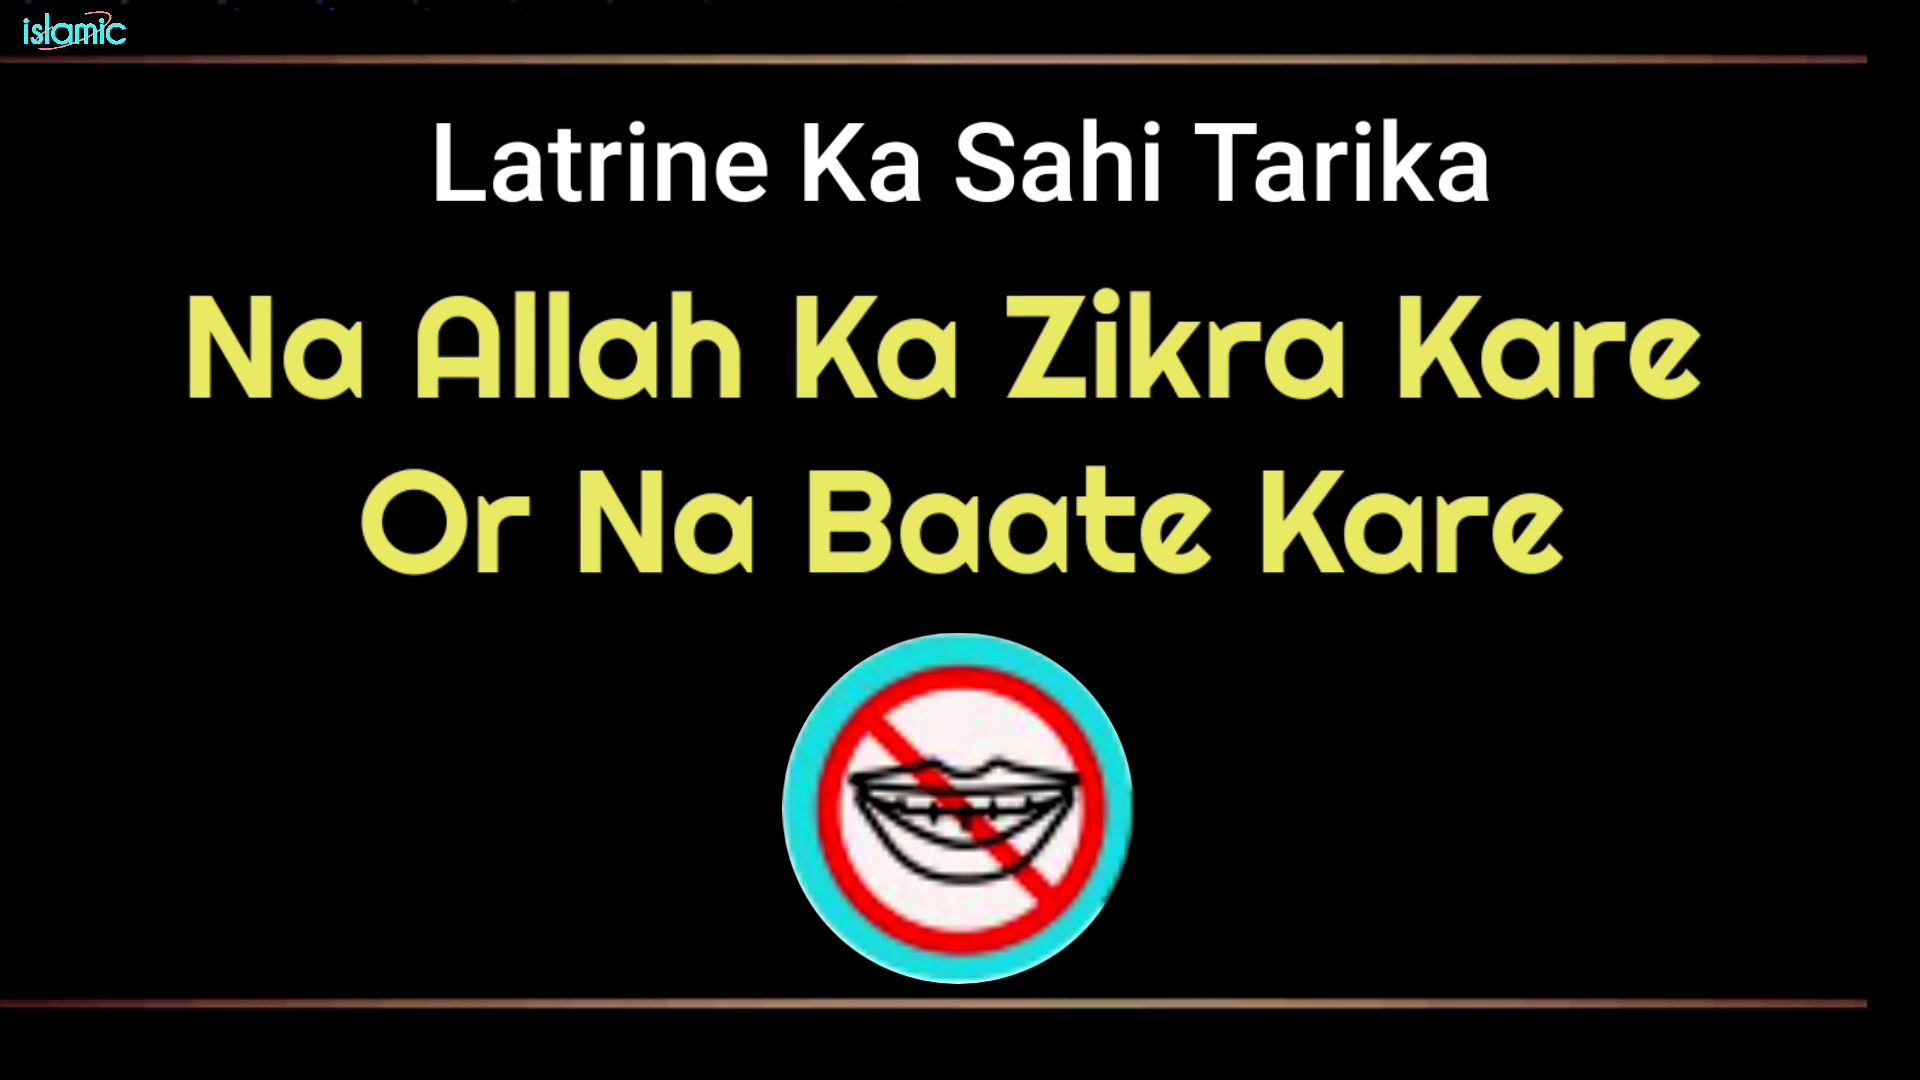 islamic
Latrine Ka Sahi Tarika
Na Allah Ka Zikra Kare
Or Na Baate Kare